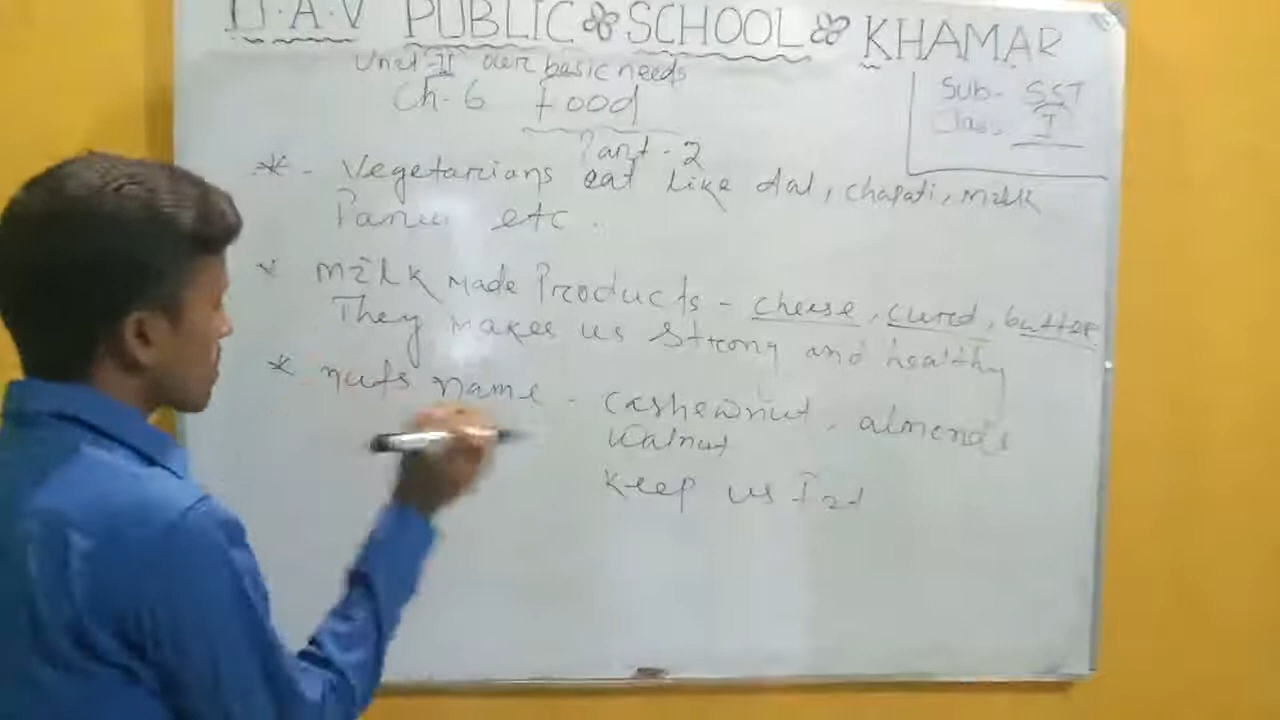 D.A.V PUBLIC SCHOOL KHAMAR
Unit-II our basic needs
Ch-6 Food
Sub- SST
Class I
Part-2
* - Vegetarians eat like dal, chapati, milk
etc.
* Milk made Products - cheese, cured, butter
They makes us strong and healthy
* nuts name - cashewnut, almonds
Walnut
Keep us fit